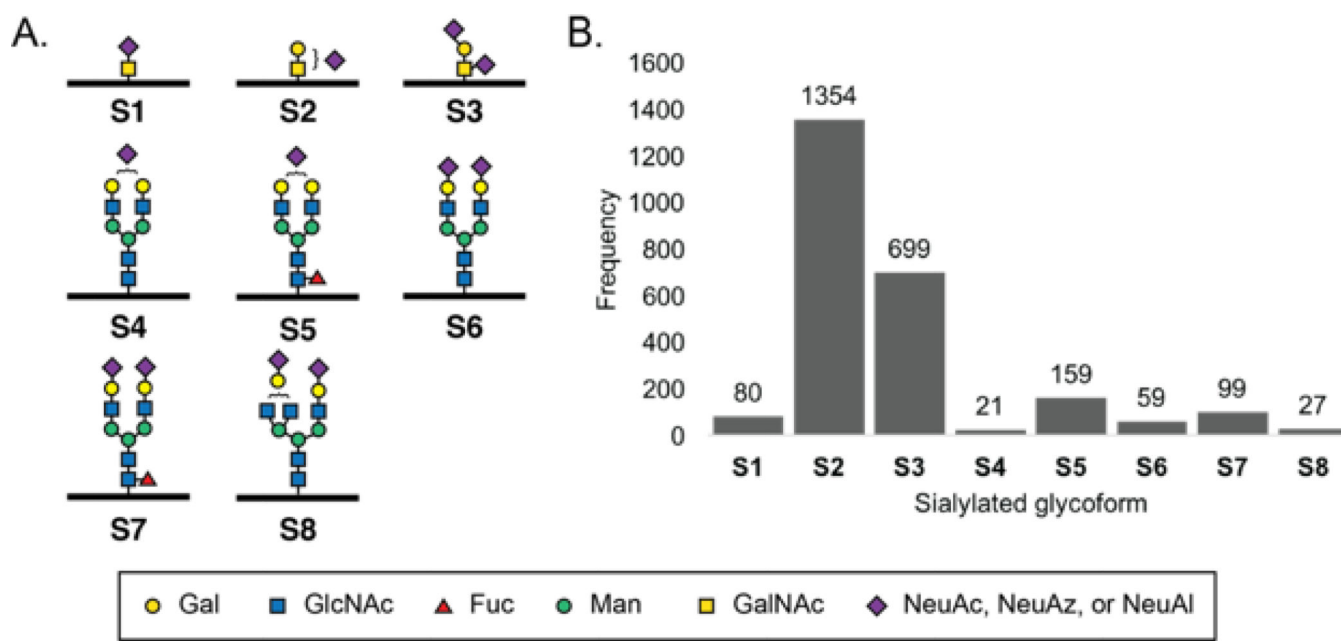 A.
S1 S2 S3
S4 S5 S6
S7 S8
B.
Frequency
1600
1400
1200
1000
800
600
400
200
0
80 1354 699 21 159 59 99 27
S1 S2 S3 S4 S5 S6 S7 S8
Sialylated glycoform
Gal GlcNAc Fuc Man GalNAc NeuAc, NeuAz, or NeuAl